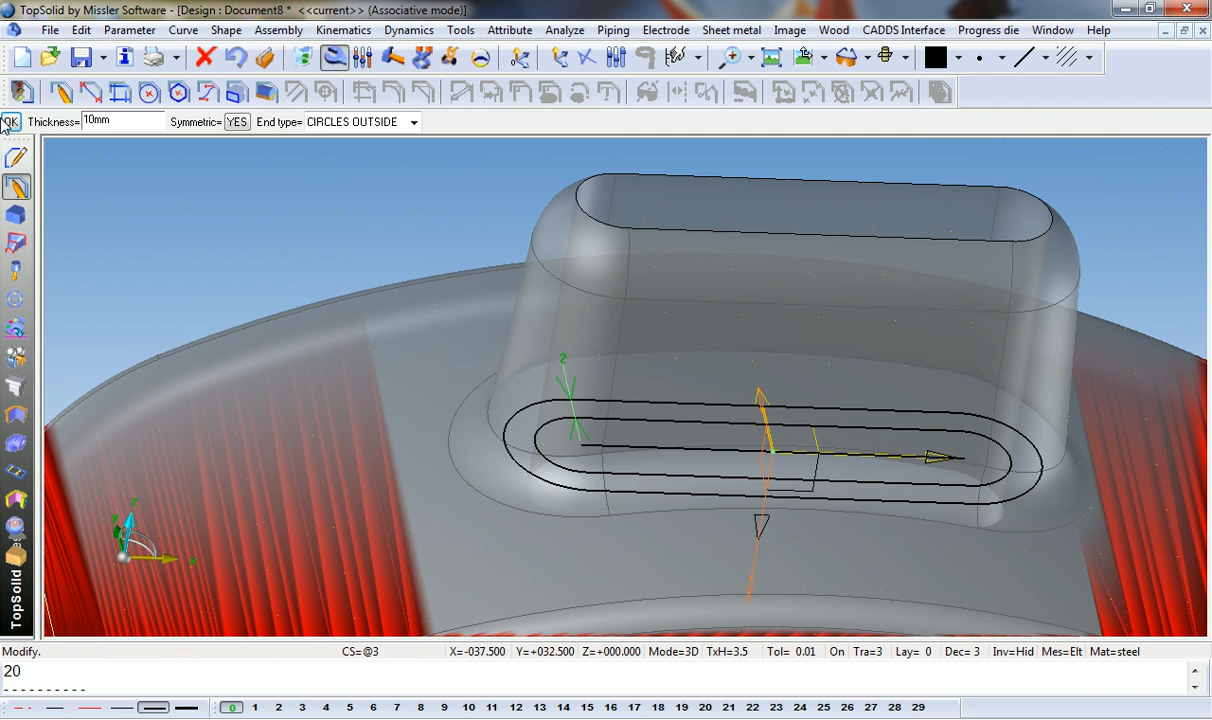 TopSolid by Missler Software - [Design : Document8 *  <<current>> (Associative mode)]
File Edit Parameter Curve Shape Assembly Kinematics Dynamics Tools Attribute Analyze Piping Electrode Sheet metal Image Wood CADDS Interface Progress die Window Help
OK Thickness= 10mm Symmetric= YES End type= CIRCLES OUTSIDE
2
z
y
x
TopSolid
Modify. CS=@3 X=-037.500 Y=+032.500 Z=+000.000 Mode=3D TxH=3.5 Tol= 0.01 On Tra=3 Lay= 0 Dec= 3 Inv=Hid Mes=Elt Mat=steel
20
----------
0 1 2 3 4 5 6 7 8 9 10 11 12 13 14 15 16 17 18 19 20 21 22 23 24 25 26 27 28 29